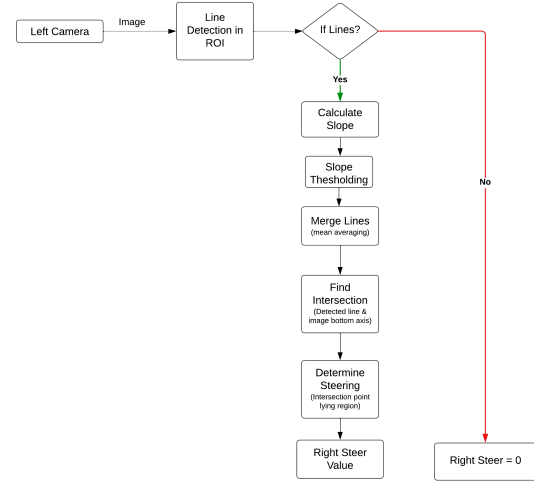 Left Camera
Image
Line
Detection in
ROI
If Lines?
Yes
No
Calculate
Slope
Slope
Thesholding
Merge Lines
(mean averaging)
Find
Intersection
(Detected line &
image bottom axis)
Determine
Steering
(Intersection point
lying region)
Right Steer
Value
Right Steer = 0